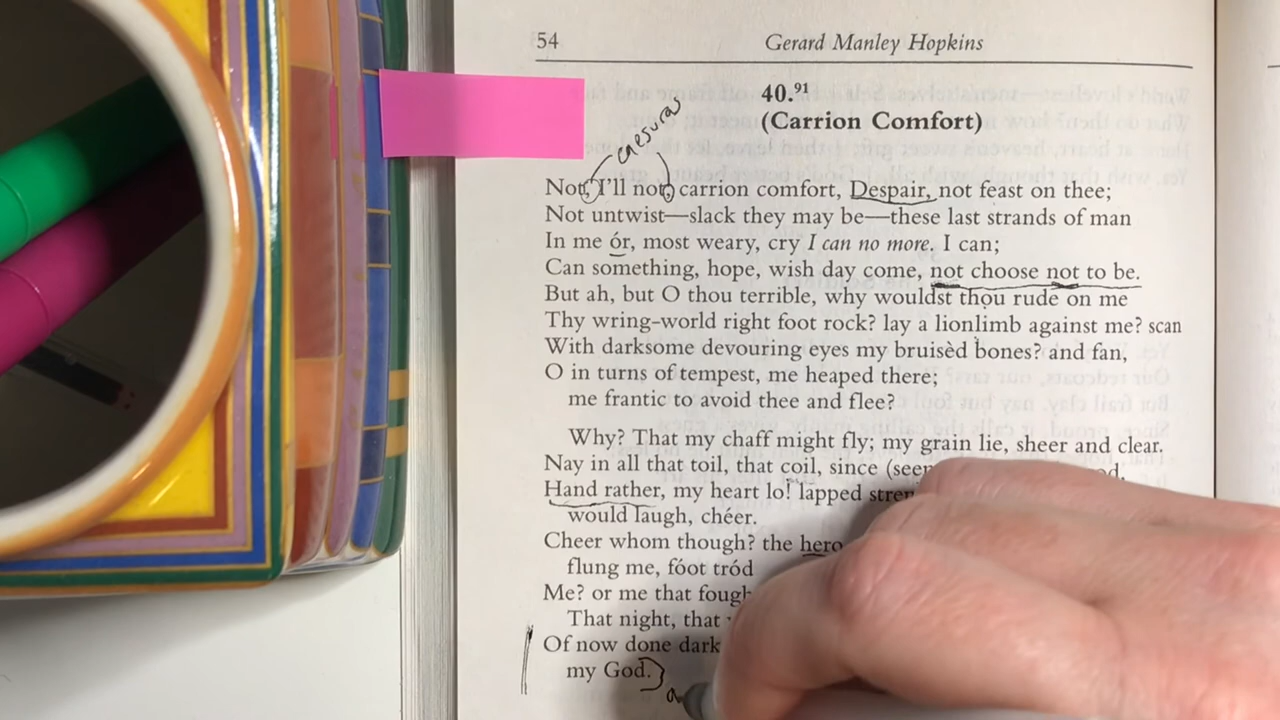 54 Gerard Manley Hopkins
40.91
(Carrion Comfort)
caesuras
Not, I'll not, carrion comfort, Despair, not feast on thee;
Not untwist—slack they may be—these last strands of man
In me ór, most weary, cry I can no more. I can;
Can something, hope, wish day come, not choose not to be.
But ah, but O thou terrible, why wouldst thou rude on me
Thy wring-world right foot rock? lay a lionlimb against me? scan
With darksome devouring eyes my bruisèd bones? and fan,
O in turns of tempest, me heaped there;
me frantic to avoid thee and flee?
Why? That my chaff might fly; my grain lie, sheer and clear.
Nay in all that toil, that coil, since (seem d,
Hand rather, my heart lo! lapped stren
would laugh, chéer.
Cheer whom though? the hero
flung me, fóot tród
Me? or me that fough
That night, that
Of now done dark
my God.
a